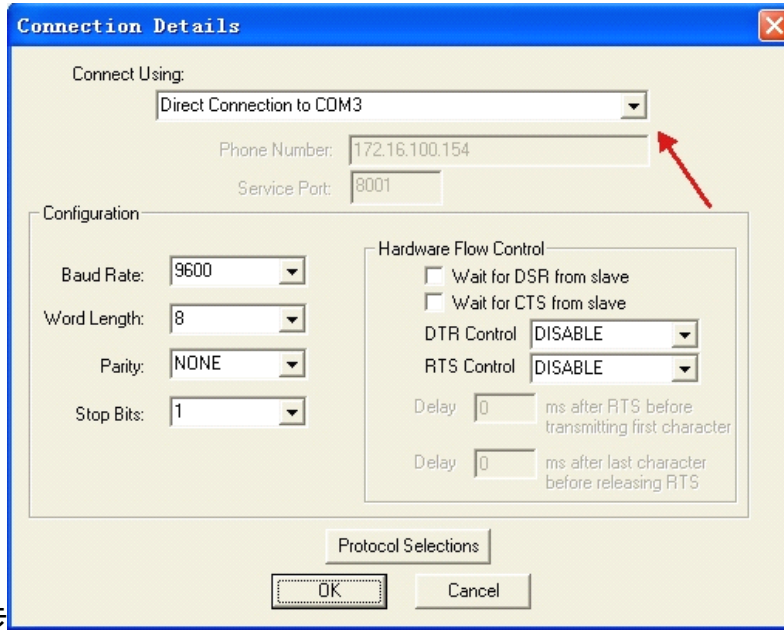 Connection Details
Connect Using:
Direct Connection to COM3
Phone Number: 172.16.100.154
Service Port: 8001
Configuration
Baud Rate: 9600
Word Length: 8
Parity: NONE
Stop Bits: 1
Hardware Flow Control
Wait for DSR from slave
Wait for CTS from slave
DTR Control DISABLE
RTS Control DISABLE
Delay 0 ms after RTS before
transmitting first character
Delay 0 ms after last character
before releasing RTS
Protocol Selections
OK Cancel